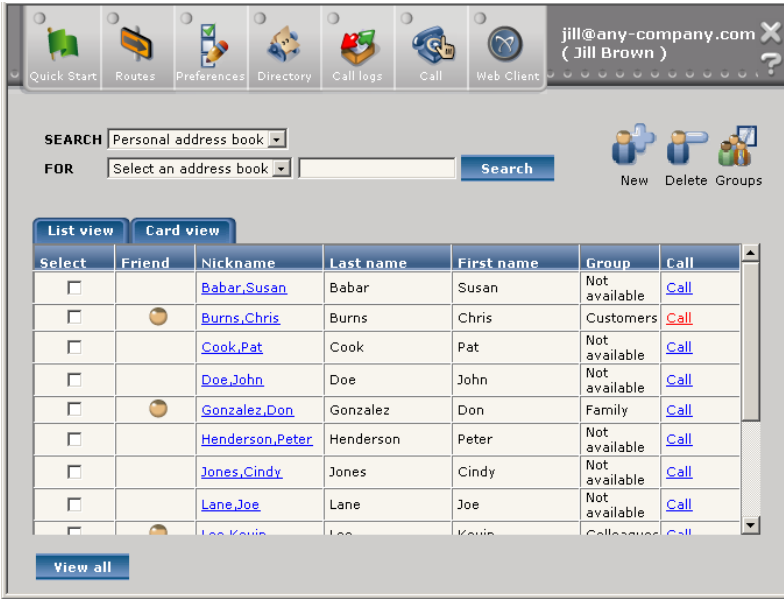 jill@any-company.com
( Jill Brown )
Quick Start Routes Preferences Directory Call logs Call Web Client
SEARCH Personal address book
FOR Select an address book Search
New Delete Groups
List view Card view
Select Friend Nickname Last name First name Group Call
Babar,Susan Babar Susan Not available Call
Burns,Chris Burns Chris Customers Call
Cook,Pat Cook Pat Not available Call
Doe,John Doe John Not available Call
Gonzalez,Don Gonzalez Don Family Call
Henderson,Peter Henderson Peter Not available Call
Jones,Cindy Jones Cindy Not available Call
Lane,Joe Lane Joe Not available Call
Colleagues Call
View all